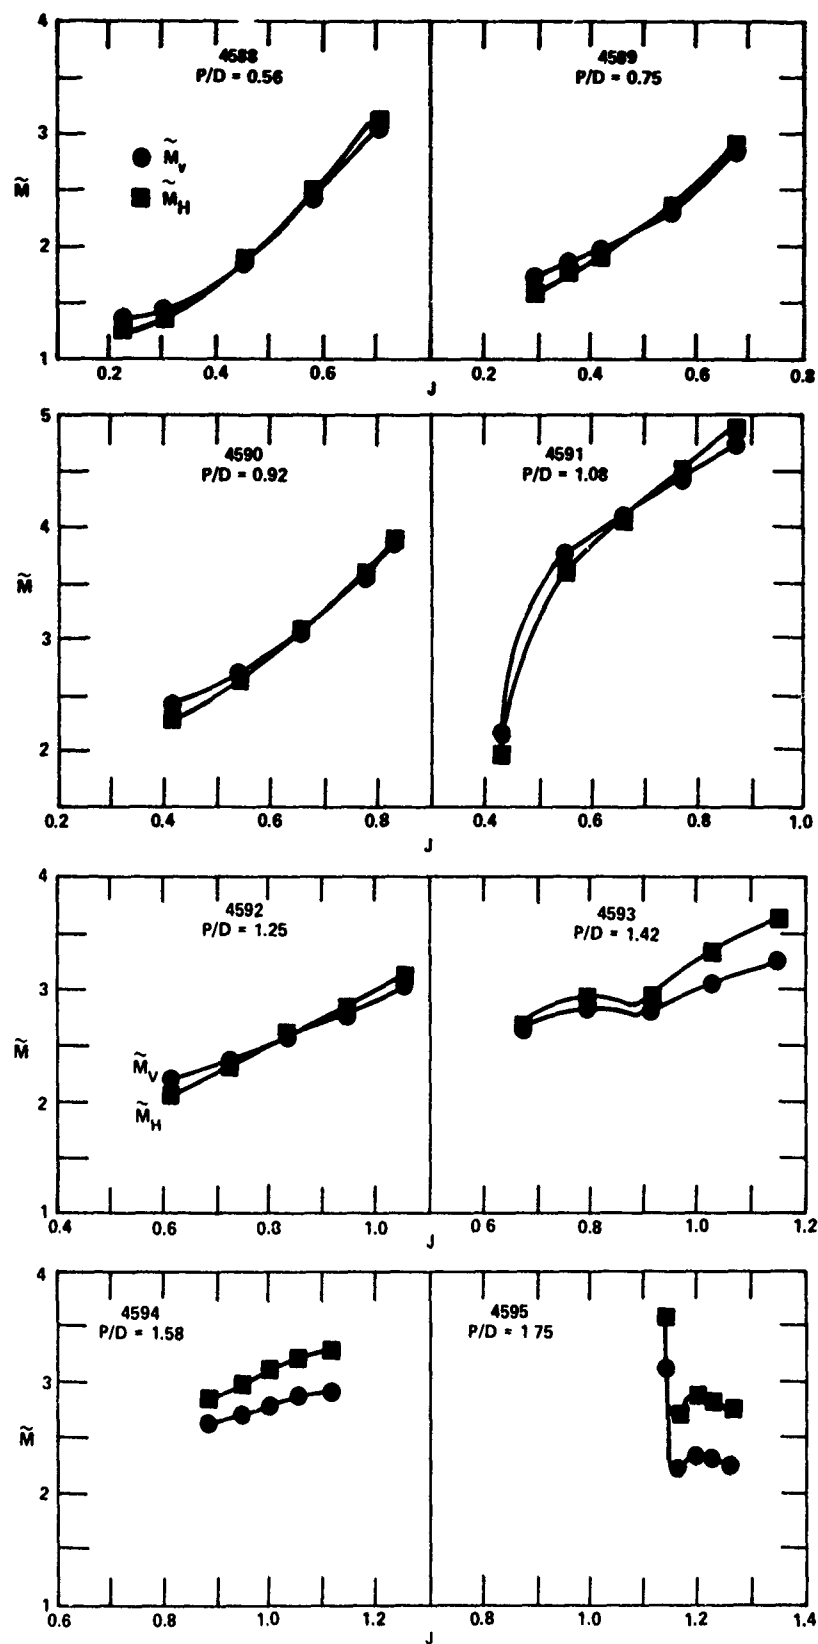 4
4588
P/D = 0.56
4589
P/D = 0.75
3
M̃v
M̃
M̃H
2
1
0.2 0.4 0.6 0.2 0.4 0.6 0.8
J
5
4590
P/D = 0.92
4591
P/D = 1.08
4
M̃
3
2
0.2 0.4 0.6 0.8 0.4 0.6 0.8 1.0
J
4
4592
P/D = 1.25
4593
P/D = 1.42
3
M̃
M̃V
2
M̃H
1
0.4 0.6 0.8 1.0 0 6 0.8 1.0 1.2
J
4
4594
P/D = 1.58
4595
P/D = 1 75
3
M̃
2
1
0.6 0.8 1.0 1.2 0.8 1.0 1.2 1.4
J